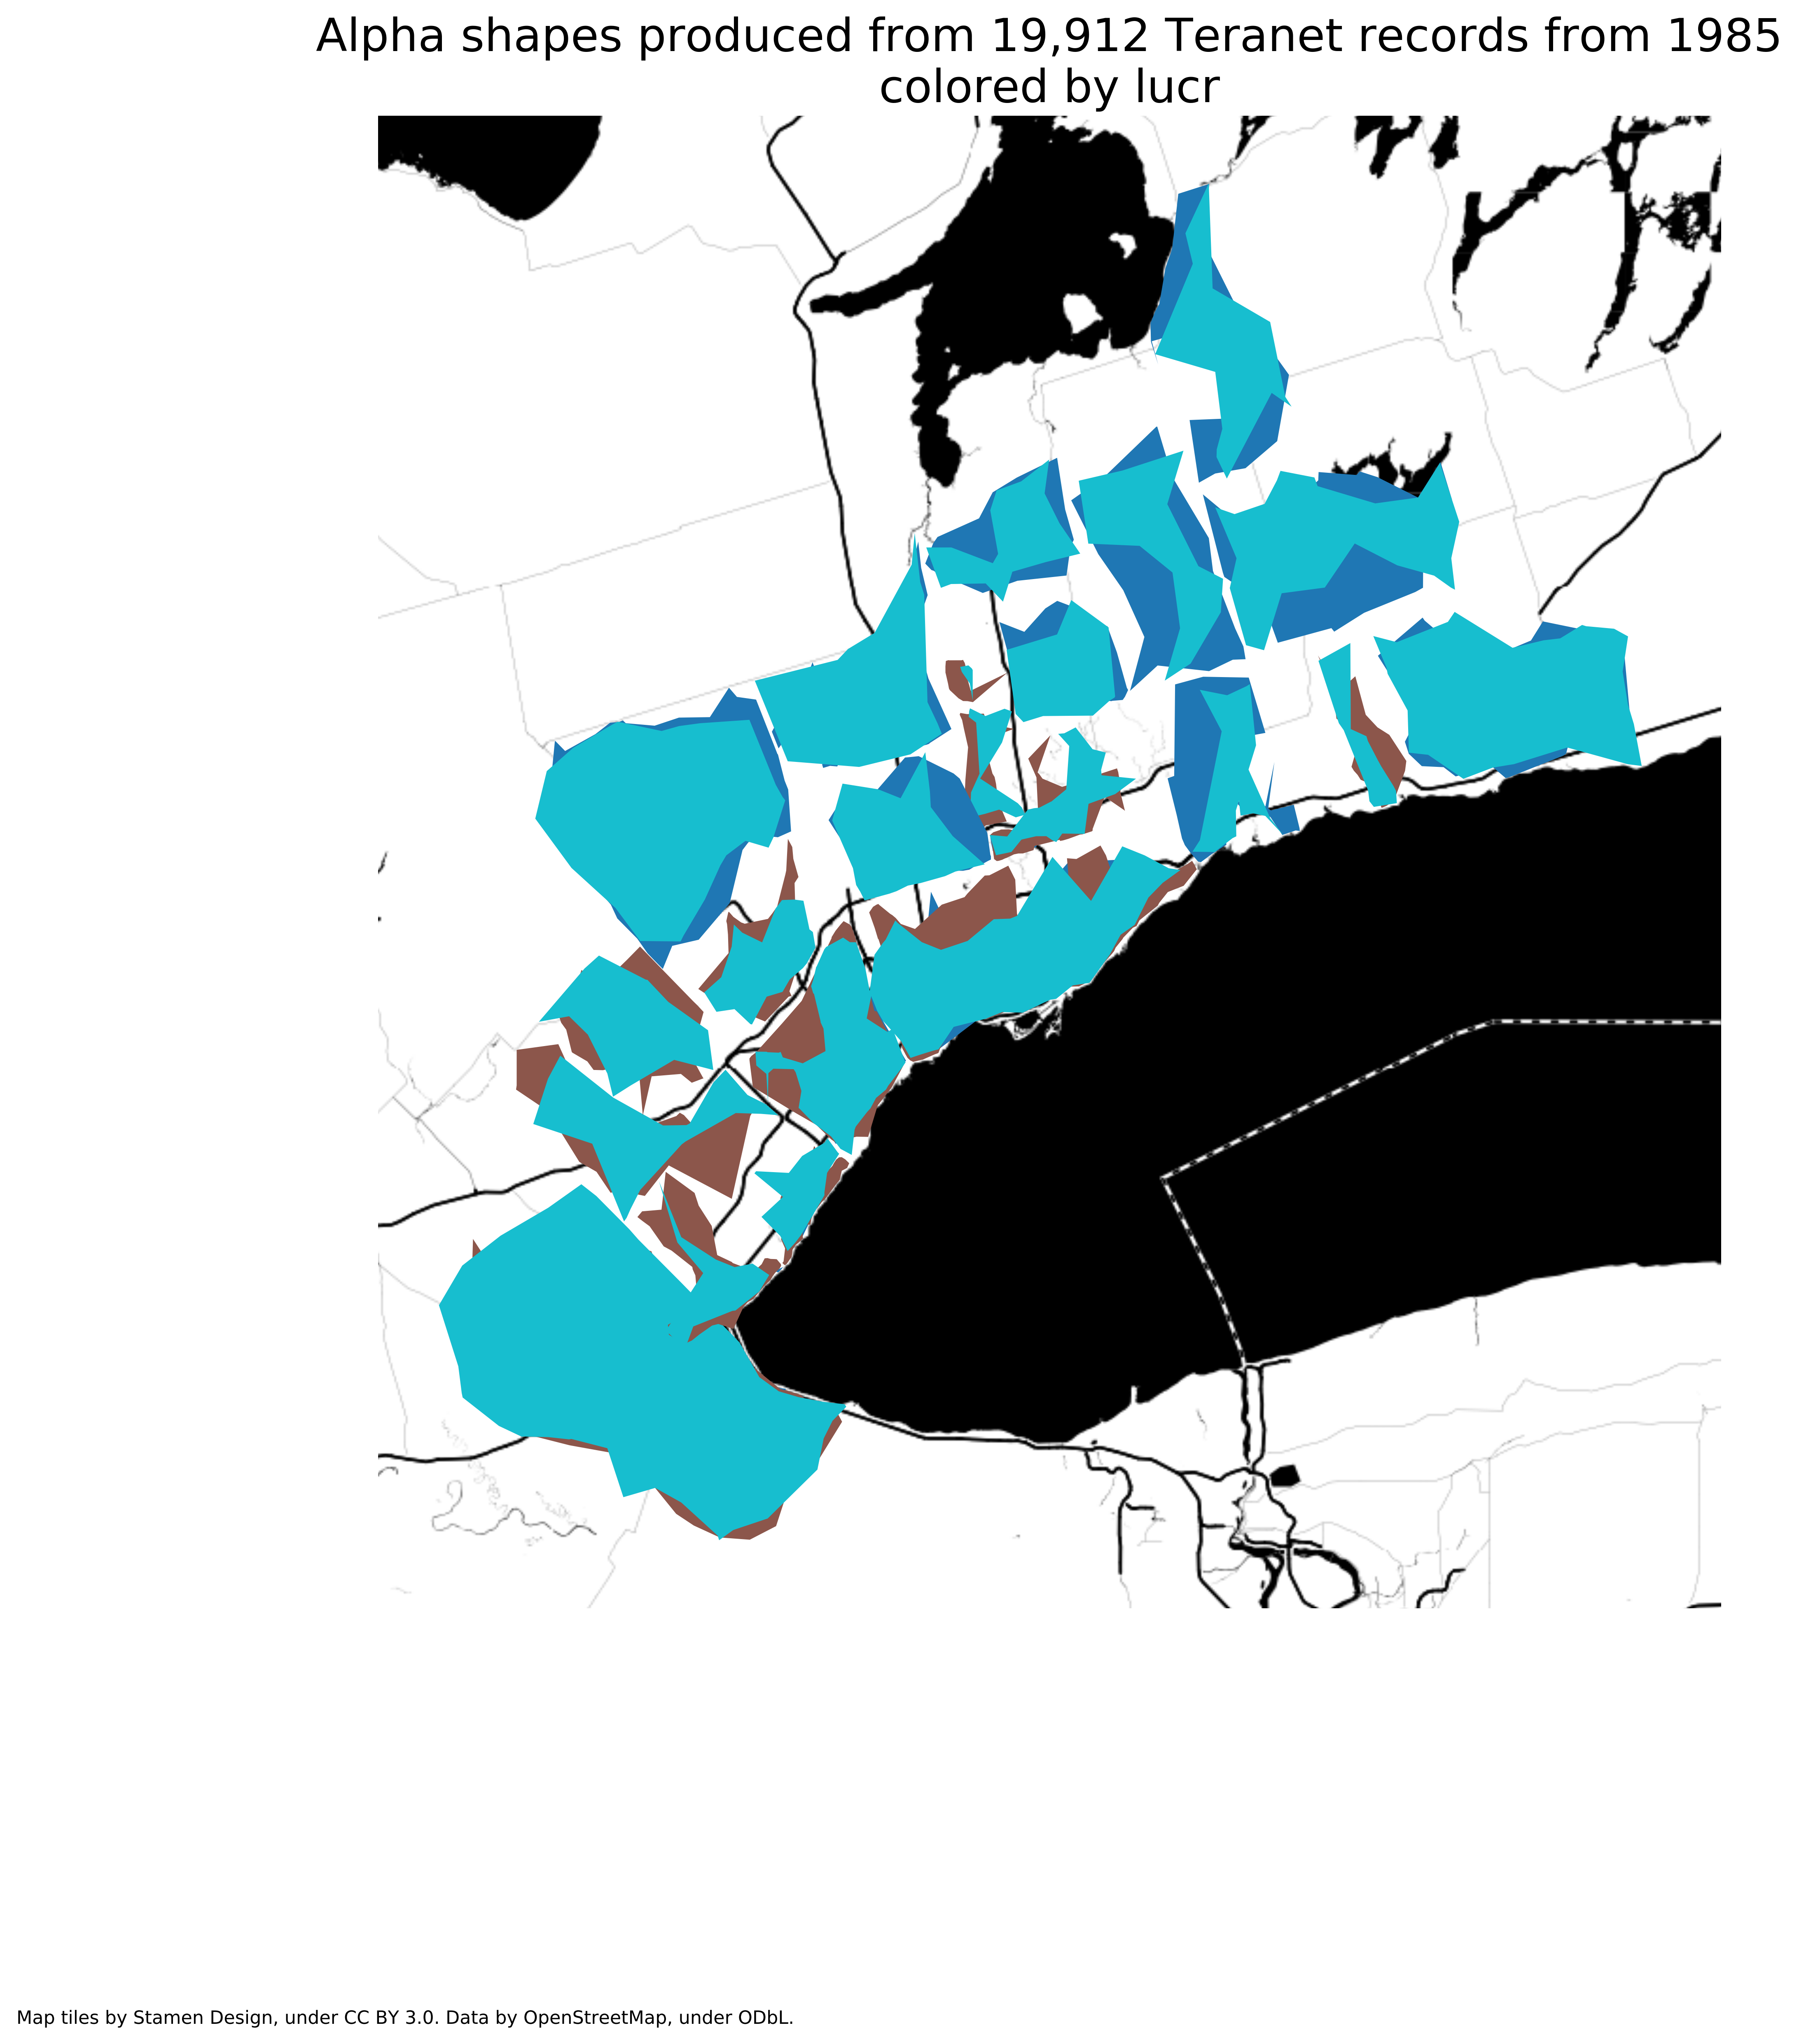 Alpha shapes produced from 19,912 Teranet records from 1985
colored by lucr
Map tiles by Stamen Design, under CC BY 3.0. Data by OpenStreetMap, under ODbL.